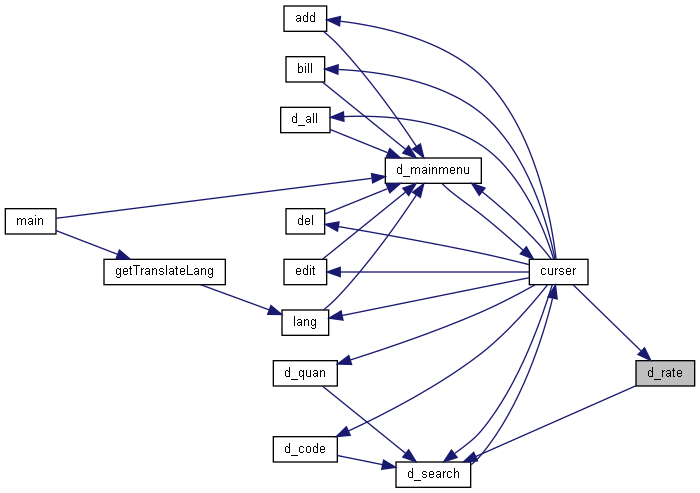 add
bill
d_all
d_mainmenu
main
del
getTranslateLang
edit
curser
lang
d_quan
d_rate
d_code
d_search